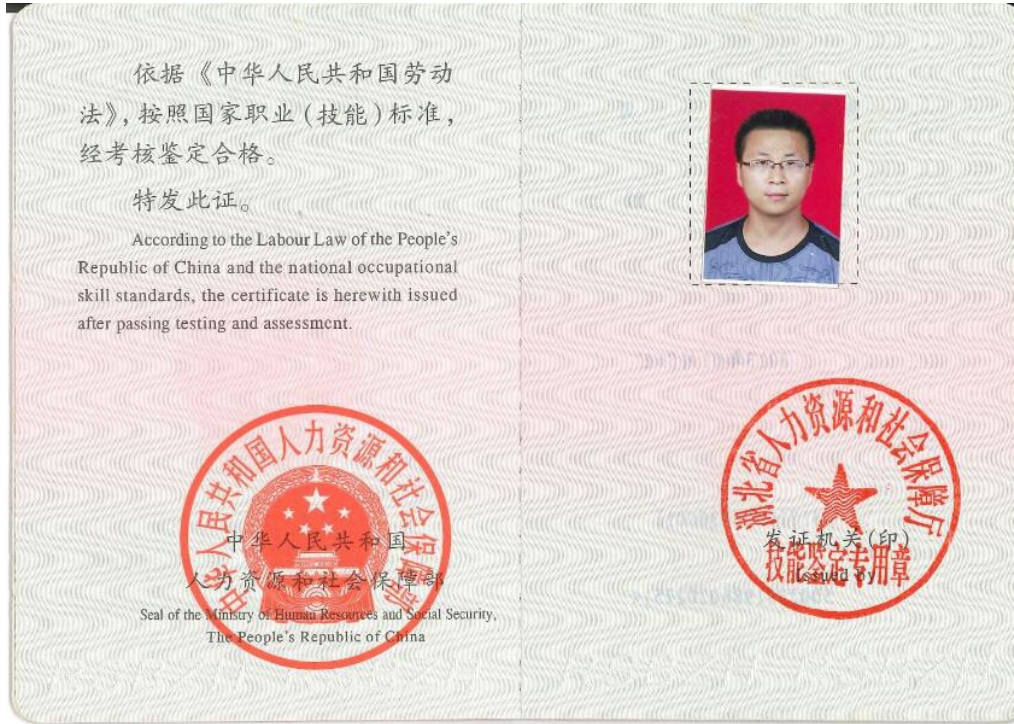 依据《中华人民共和国劳动
法》,按照国家职业(技能)标准,
经考核鉴定合格。
特发此证。
According to the Labour Law of the People's
Republic of China and the national occupational
skill standards, the certificate is herewith issued
after passing testing and assessment.
中华人民共和国人力资源和社会保障部
中华人民共和国
人力资源和社会保障部
Seal of the Ministry of Human Resources and Social Security,
The People's Republic of China
湖北省人力资源和社会保障厅
发证机关(印)
技能鉴定专用章
Issued by